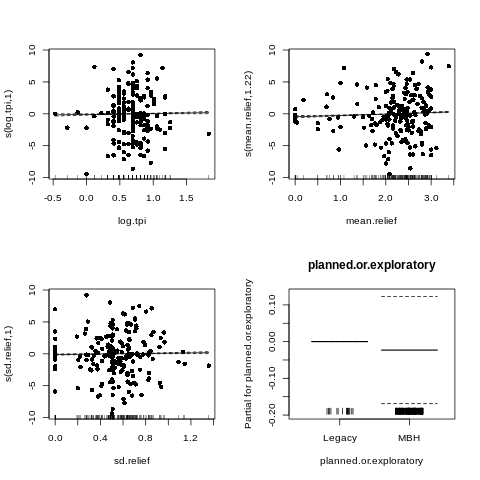 s(log.tpi,1)
10
5
0
-5
-10
-0.5 0.0 0.5 1.0 1.5
log.tpi
s(mean.relief,1.22)
10
5
0
-5
-10
0.0 1.0 2.0 3.0
mean.relief
s(sd.relief,1)
10
5
0
-5
-10
0.0 0.4 0.8 1.2
sd.relief
planned.or.exploratory
Partial for planned.or.exploratory
0.10
0.00
-0.10
-0.20
Legacy MBH
planned.or.exploratory